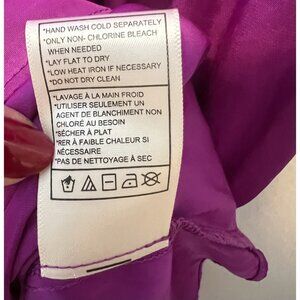 *HAND WASH COLD SEPARATELY
*ONLY NON- CHLORINE BLEACH
WHEN NEEDED
*LAY FLAT TO DRY
*LOW HEAT IRON IF NECESSARY
*DO NOT DRY CLEAN
*LAVAGE À LA MAIN FROID
*UTILISER SEULEMENT UN
AGENT DE BLANCHIMENT NON
CHLORÉ AU BESOIN
*SÉCHER À PLAT
*RER À FAIBLE CHALEUR SI
NÉCESSAIRE
*PAS DE NETTOYAGE À SEC